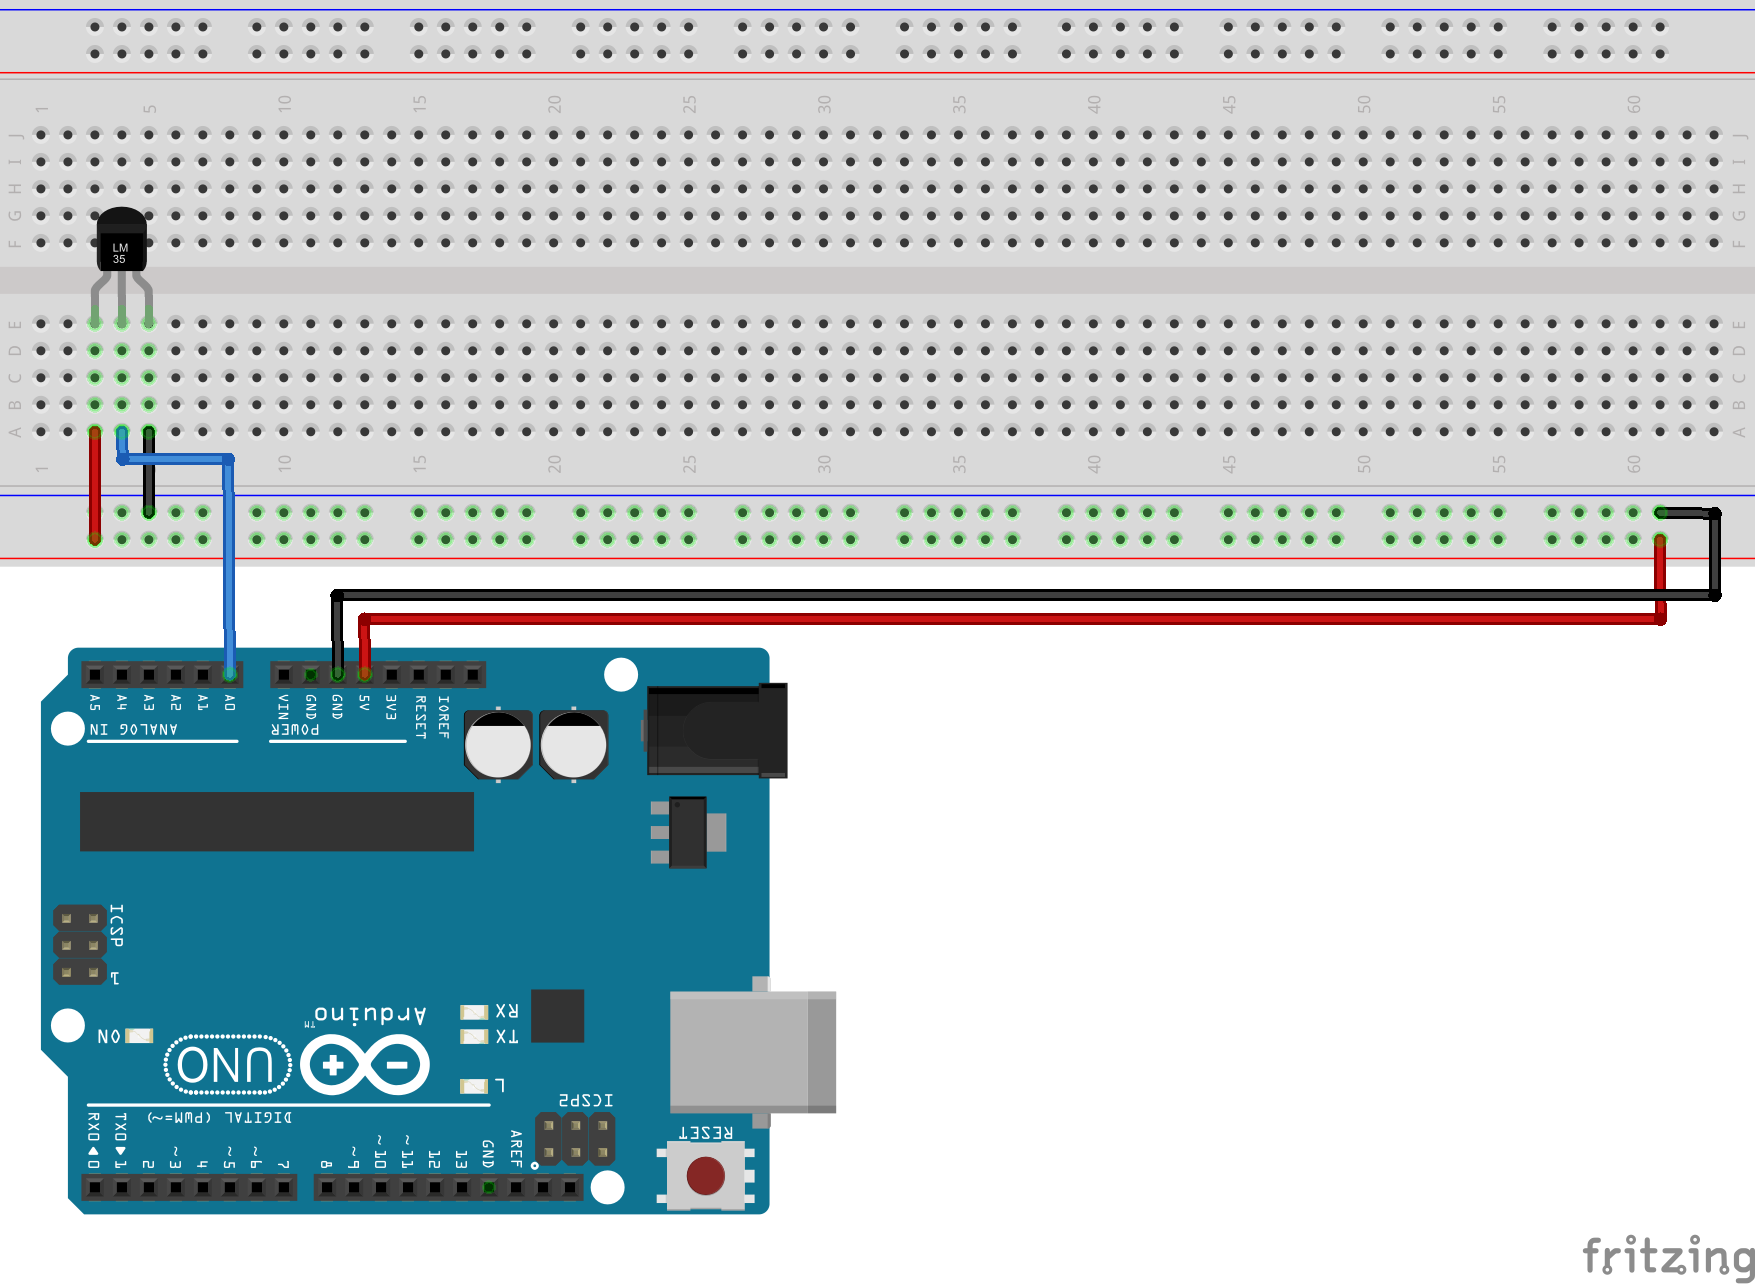 1 5 10 15 20 25 30 35 40 45 50 55 60
J J
I I
H H
G G
F F
LM
35
E E
D D
C C
B B
A A
1 10 15 20 25 30 35 40 45 50 55 60
A5 A4 A3 A2 A1 A0 VIN GND GND 5V 3V3 RESET IOREF
ANALOG IN POWER
ICSP
1
Arduino™
RX
TX
ON
UNO
L
ICSP2
DIGITAL (PWM=~)
RESET
RX0◄0 TX0►1 2 ~3 4 ~5 ~6 7 8 ~9 ~10 ~11 12 13 GND AREF
fritzing